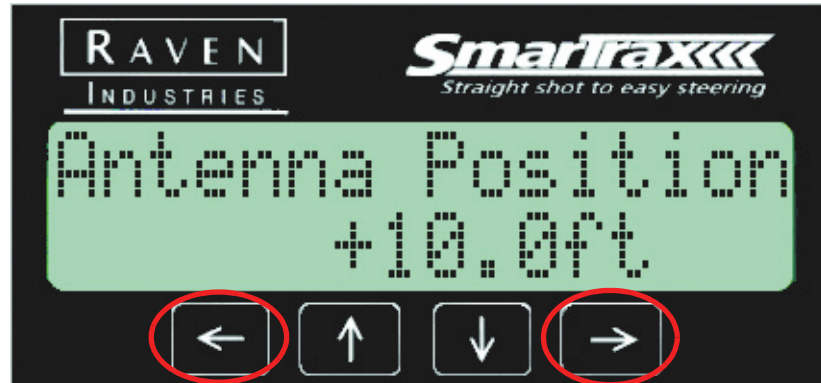 RAVEN
INDUSTRIES
SmarTrax
Straight shot to easy steering
Antenna Position
+10.0ft
← ↑ ↓ →